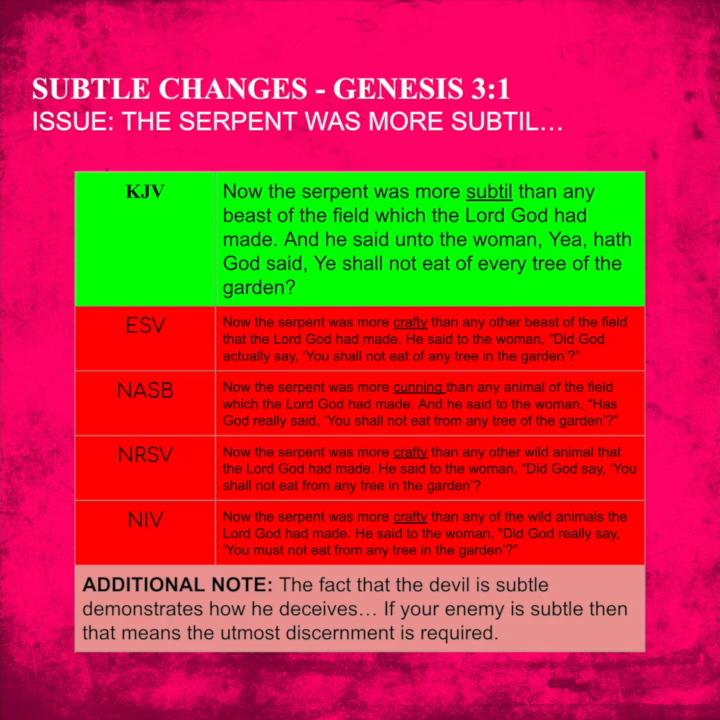 SUBTLE CHANGES - GENESIS 3:1
ISSUE: THE SERPENT WAS MORE SUBTIL…
KJV
Now the serpent was more subtil than any
beast of the field which the Lord God had
made. And he said unto the woman, Yea, hath
God said, Ye shall not eat of every tree of the
garden?
ESV
Now the serpent was more crafty than any other beast of the field
that the Lord God had made. He said to the woman, “Did God
actually say, ‘You shall not eat of any tree in the garden’?”
NASB
Now the serpent was more cunning than any animal of the field
which the Lord God had made. And he said to the woman, “Has
God really said, ‘You shall not eat from any tree of the garden’?”
NRSV
Now the serpent was more crafty than any other wild animal that
the Lord God had made. He said to the woman, “Did God say, ‘You
shall not eat from any tree in the garden’?
NIV
Now the serpent was more crafty than any of the wild animals the
Lord God had made. He said to the woman, “Did God really say,
‘You must not eat from any tree in the garden’?”
ADDITIONAL NOTE: The fact that the devil is subtle
demonstrates how he deceives… If your enemy is subtle then
that means the utmost discernment is required.